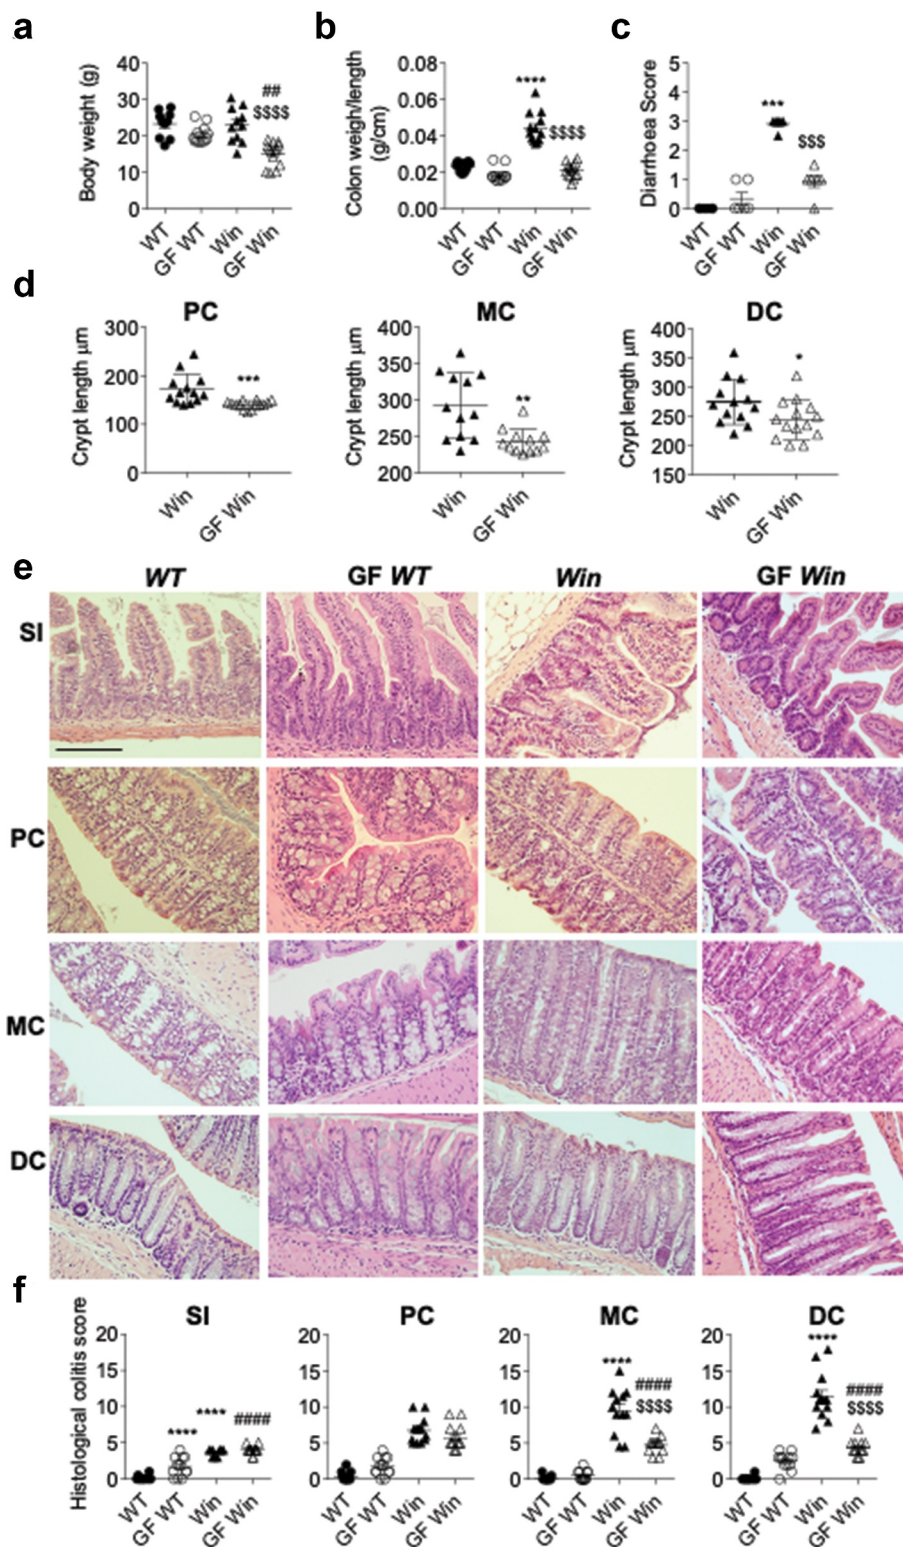 a
Body weight (g)
40
30
20
10
0
##
$$$$
WT
GF WT
Win
GF Win
b
Colon weigh/length
(g/cm)
0.08
0.06
0.04
0.02
0.00
****
$$$$
WT
GF WT
Win
GF Win
c
Diarrhoea Score
5
4
3
2
1
0
***
$$$
WT
GF WT
Win
GF Win
d
PC
Crypt length μm
300
200
100
0
***
Win
GF Win
MC
Crypt length μm
400
350
300
250
200
**
Win
GF Win
DC
Crypt length μm
400
350
300
250
200
150
*
Win
GF Win
e
WT
GF WT
Win
GF Win
SI
PC
MC
DC
f
Histological colitis score
SI
20
15
10
5
0
****
****
####
WT
GF WT
Win
GF Win
PC
20
15
10
5
0
WT
GF WT
Win
GF Win
MC
20
15
10
5
0
****
####
$$$$
WT
GF WT
Win
GF Win
DC
20
15
10
5
0
****
####
$$$$
WT
GF WT
Win
GF Win